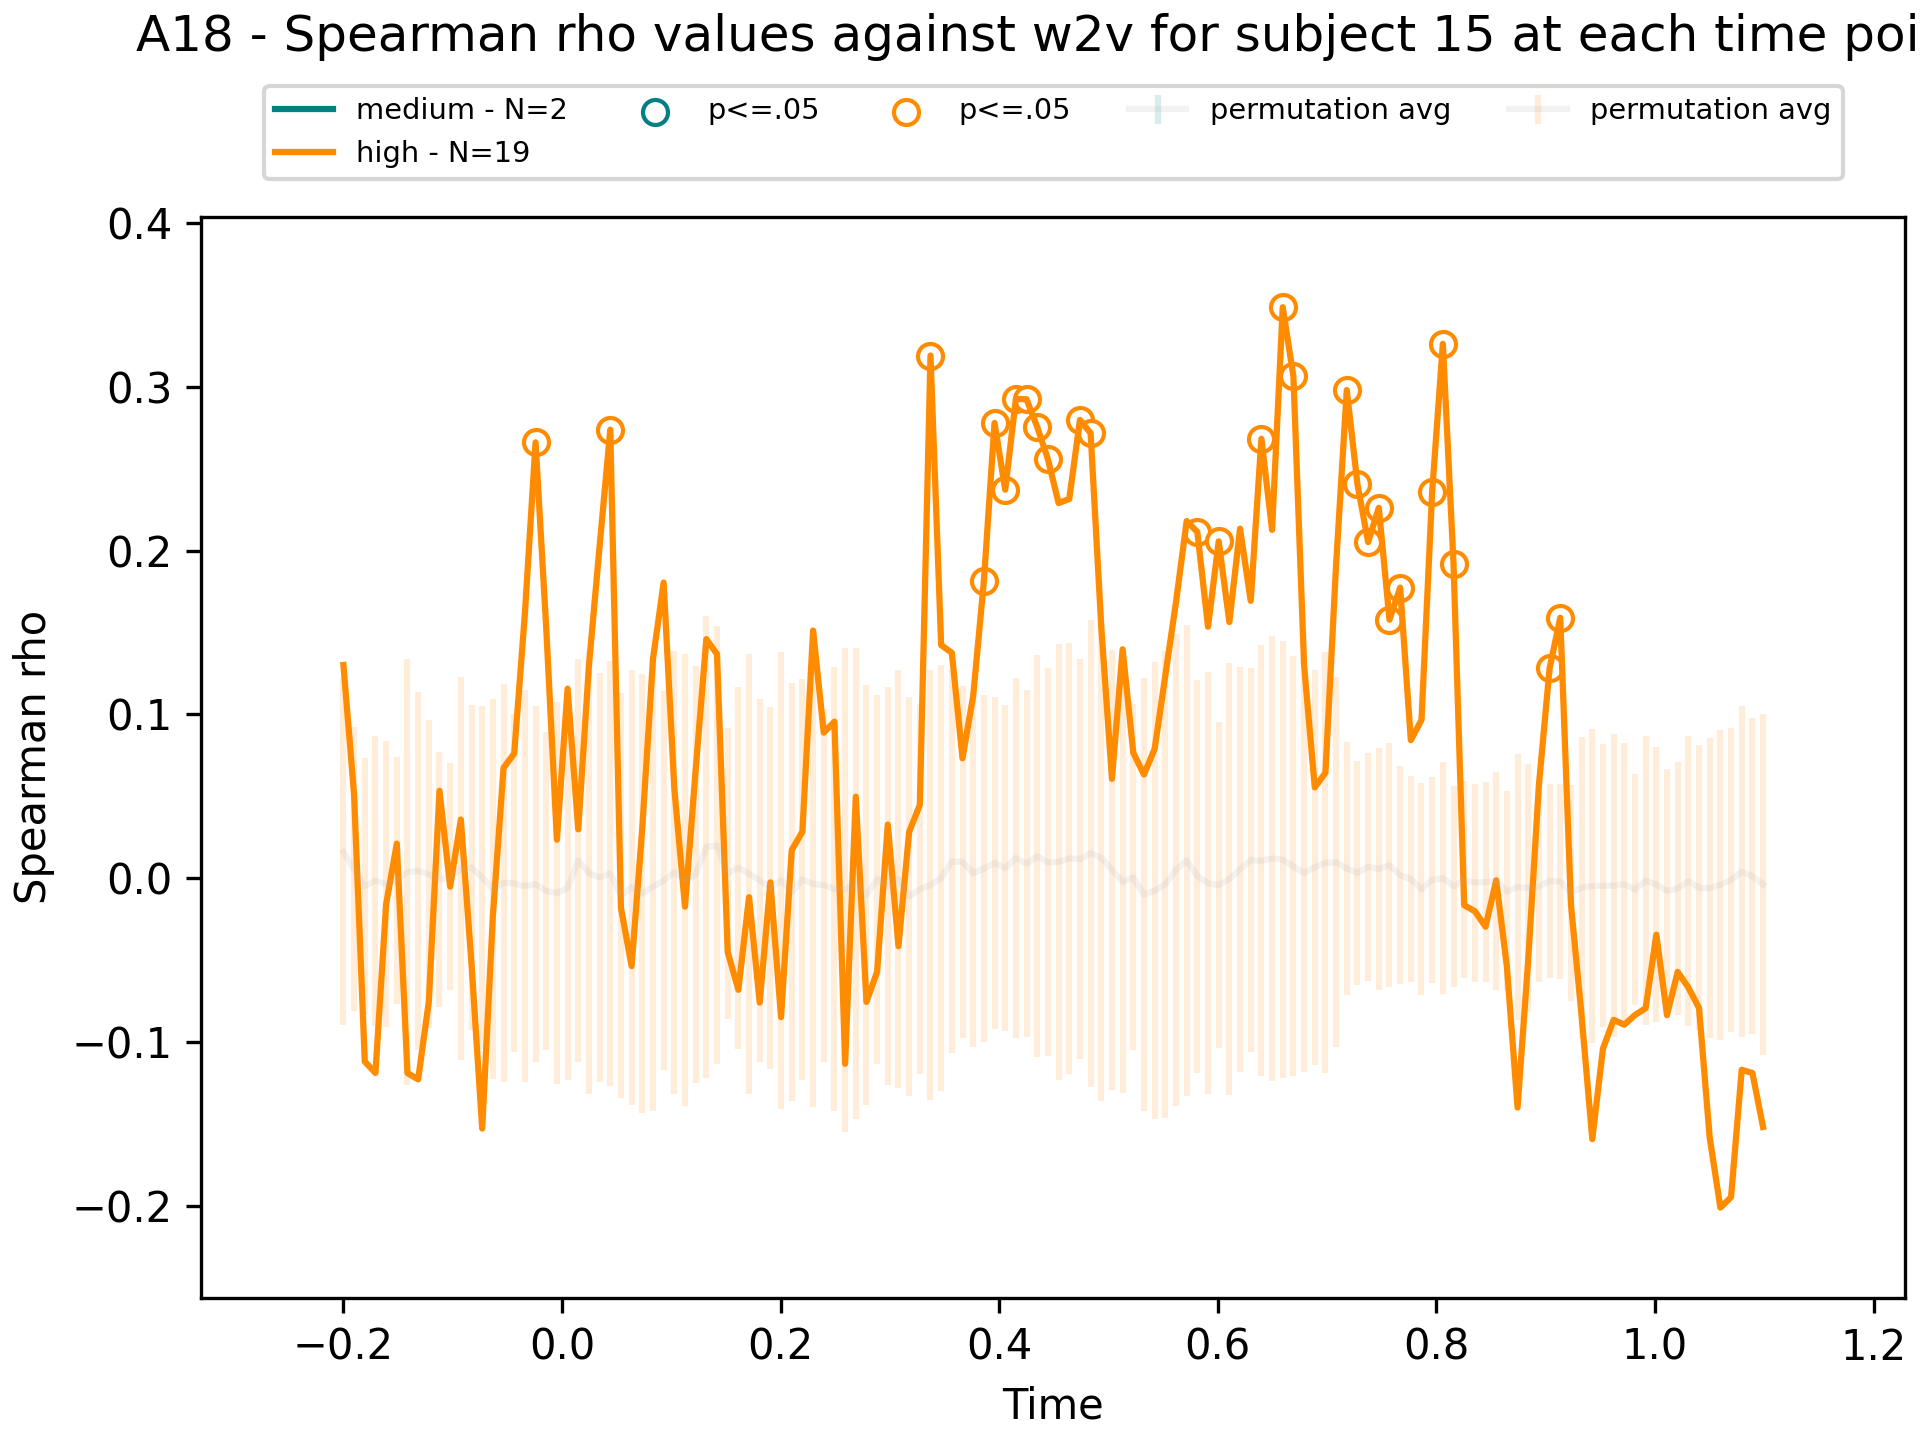 A18 - Spearman rho values against w2v for subject 15 at each time poi
medium - N=2
high - N=19
p<=.05
p<=.05
permutation avg
permutation avg
Spearman rho
0.4
0.3
0.2
0.1
0.0
−0.1
−0.2
−0.2 0.0 0.2 0.4 0.6 0.8 1.0 1.2
Time